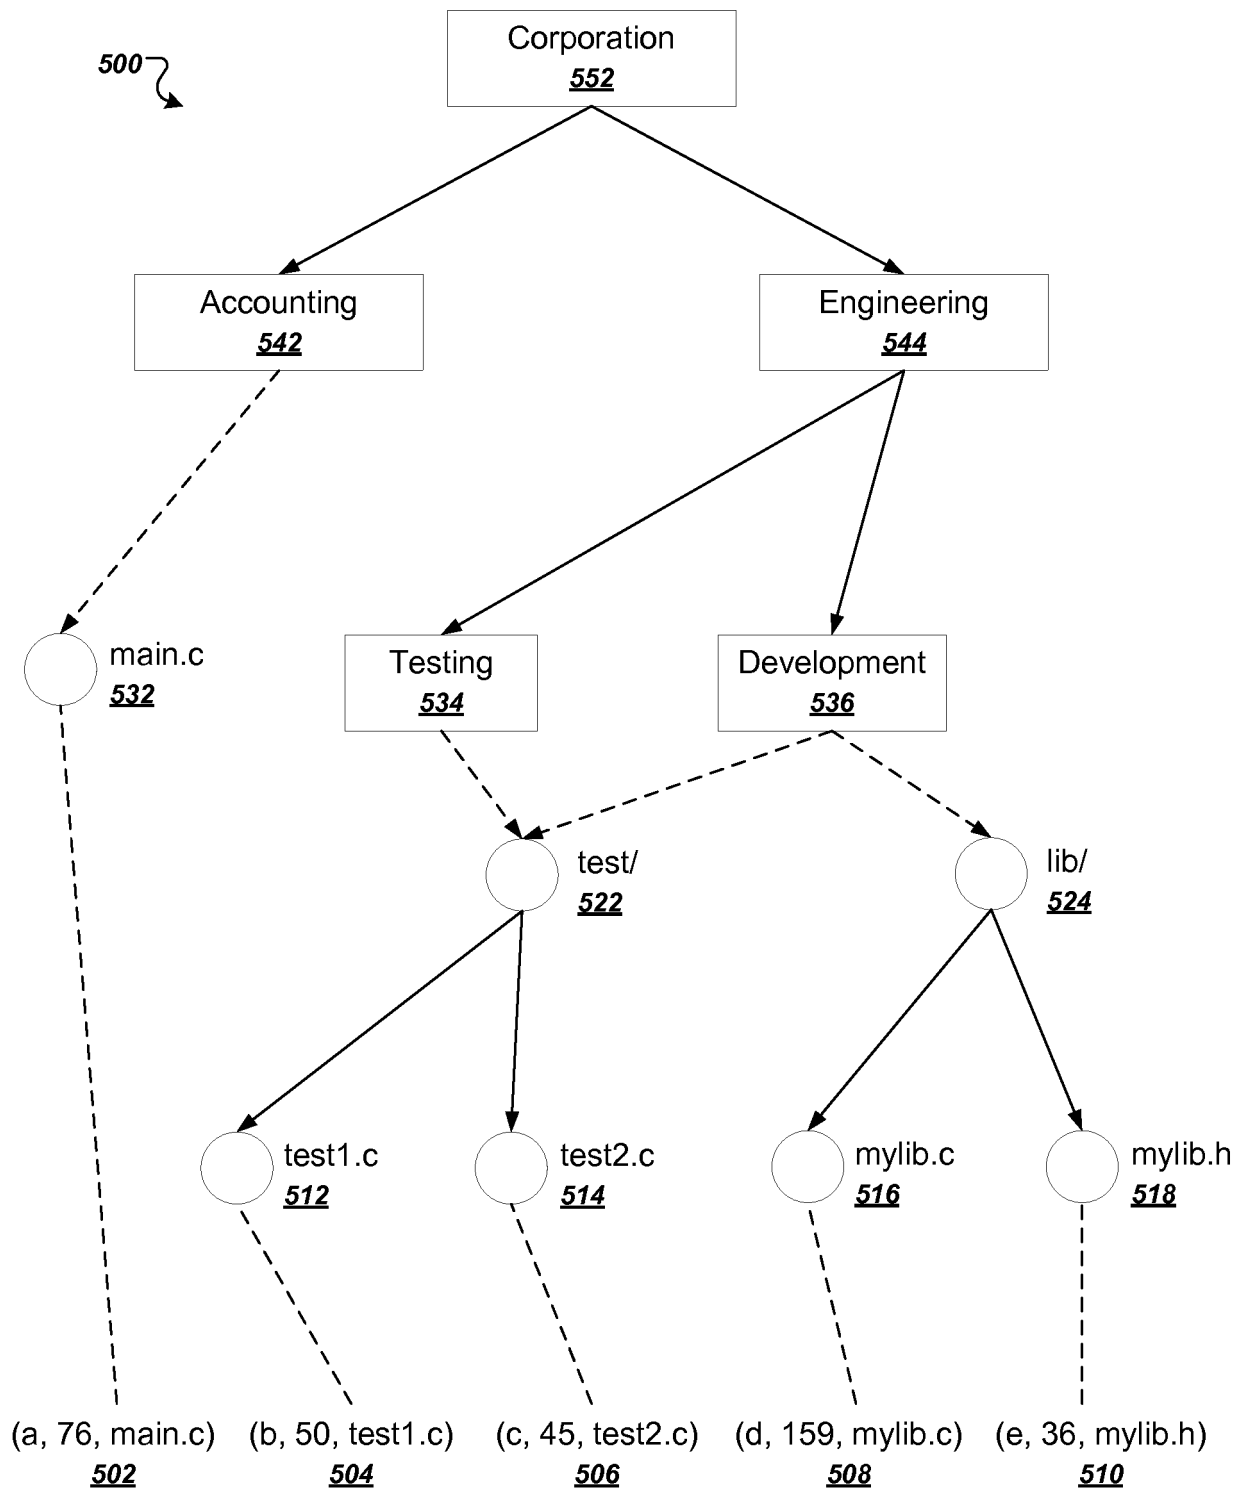 Corporation
552
500
Accounting
542
Engineering
544
main.c
532
Testing
534
Development
536
test/
522
lib/
524
test1.c
512
test2.c
514
mylib.c
516
mylib.h
518
(a, 76, main.c)
502
(b, 50, test1.c)
504
(c, 45, test2.c)
506
(d, 159, mylib.c)
508
(e, 36, mylib.h)
510